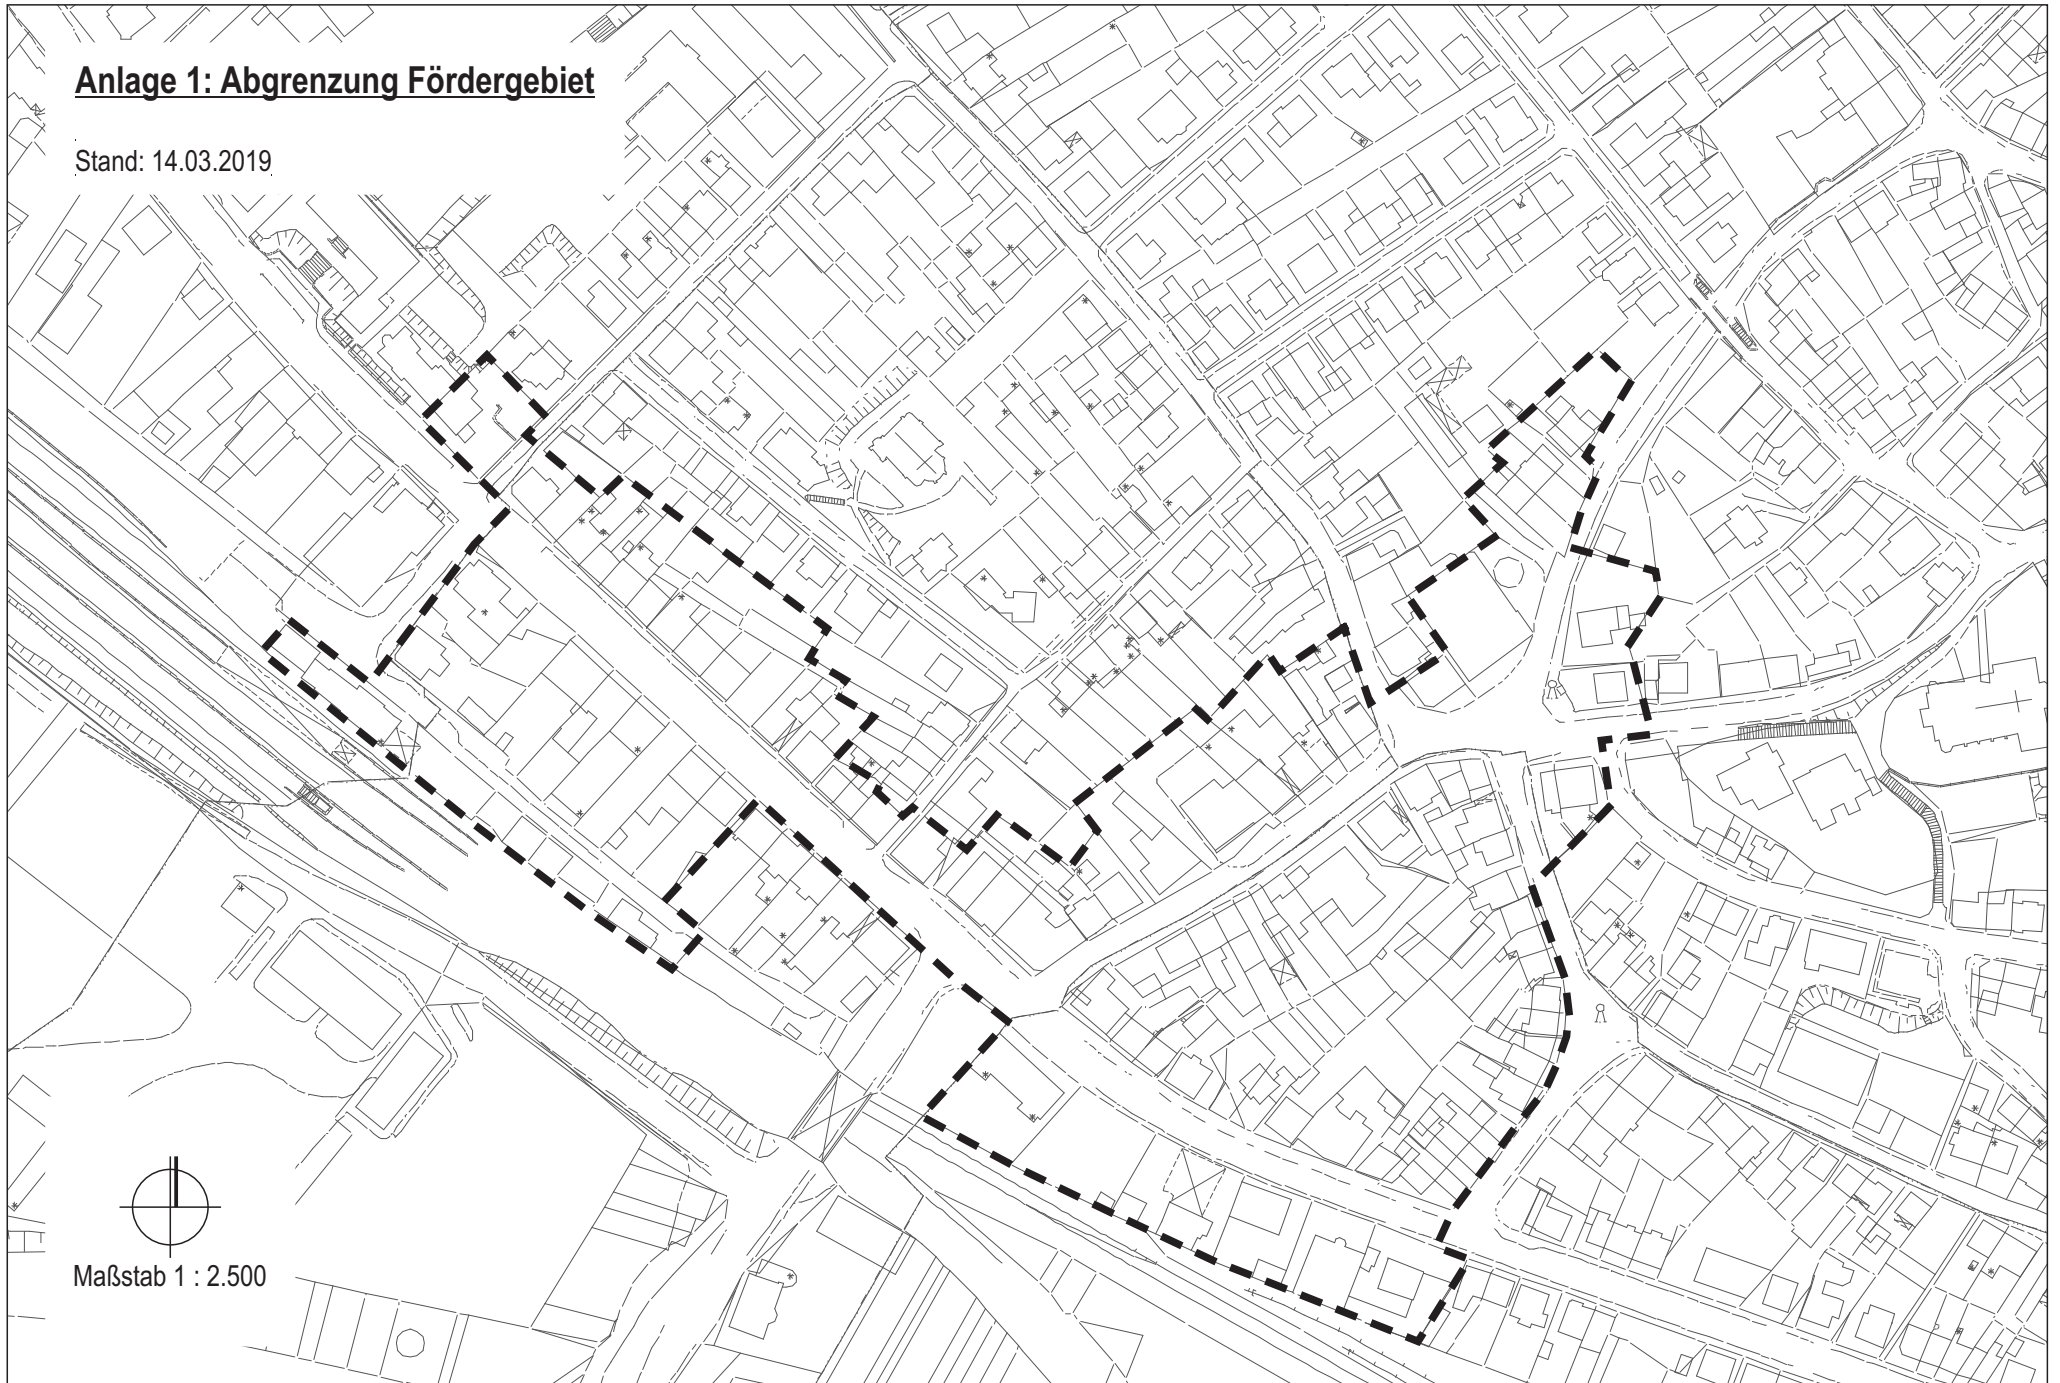 Anlage 1: Abgrenzung Fördergebiet
Stand: 14.03.2019
Maßstab 1 : 2.500